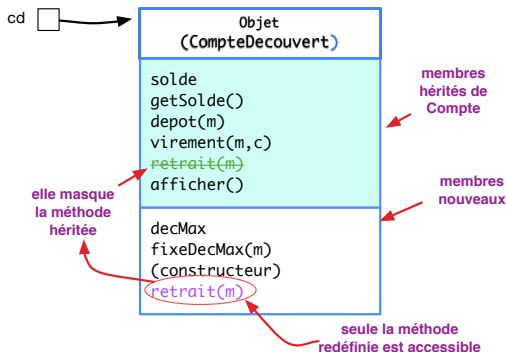 cd
Objet
(CompteDecouvert)
solde
getSolde()
depot(m)
virement(m,c)
retrait(m)
afficher()
membres
hérités de
Compte
elle masque
la méthode
héritée
membres
nouveaux
decMax
fixeDecMax(m)
(constructeur)
retrait(m)
seule la méthode
redéfinie est accessible